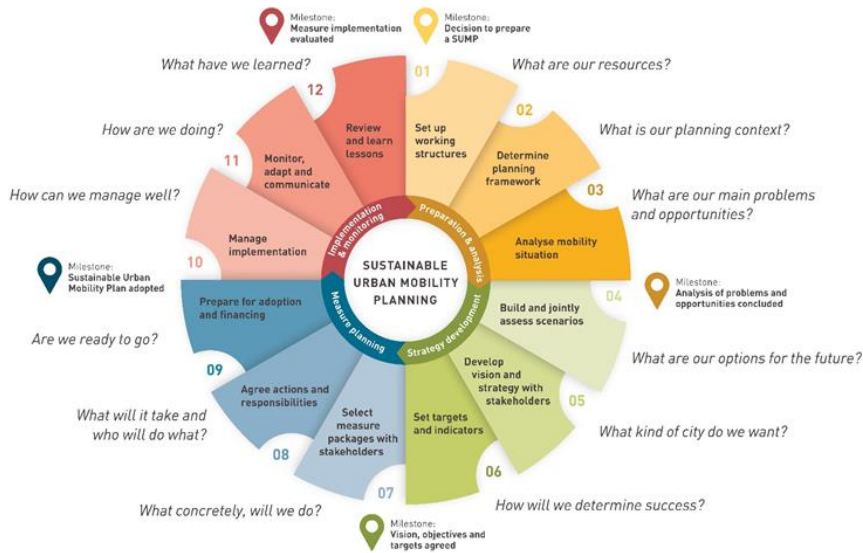 Milestone:
Measure implementation
evaluated
Milestone:
Decision to prepare
a SUMP
What have we learned?
What are our resources?
12
01
Review
and learn
lessons
Set up
working
structures
02
How are we doing?
What is our planning context?
11
Monitor,
adapt and
communicate
Determine
planning
framework
03
How can we manage well?
What are our main problems
and opportunities?
Manage
implementation
Analyse mobility
situation
10
Implementation
& monitoring
Preparation & analysis
SUSTAINABLE
URBAN MOBILITY
PLANNING
Measure planning
Strategy development
Milestone:
Sustainable Urban
Mobility Plan adopted
Milestone:
Analysis of problems and
opportunities concluded
04
Prepare for adoption
and financing
Build and jointly
assess scenarios
Are we ready to go?
What are our options for the future?
09
Agree actions and
responsibilities
Develop
vision and
strategy with
stakeholders
05
What will it take and
who will do what?
What kind of city do we want?
08
Select
measure
packages with
stakeholders
Set targets
and indicators
06
07
What concretely, will we do?
How will we determine success?
Milestone:
Vision, objectives and
targets agreed